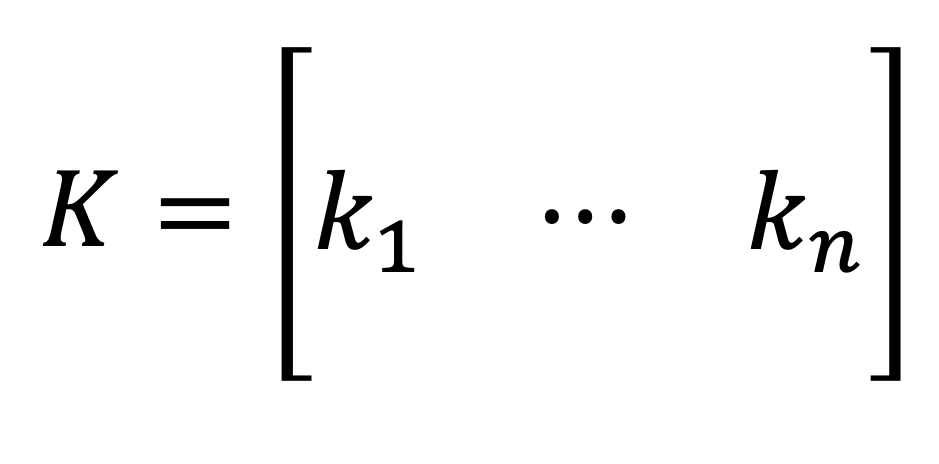 K = [k₁ ⋯ kₙ]